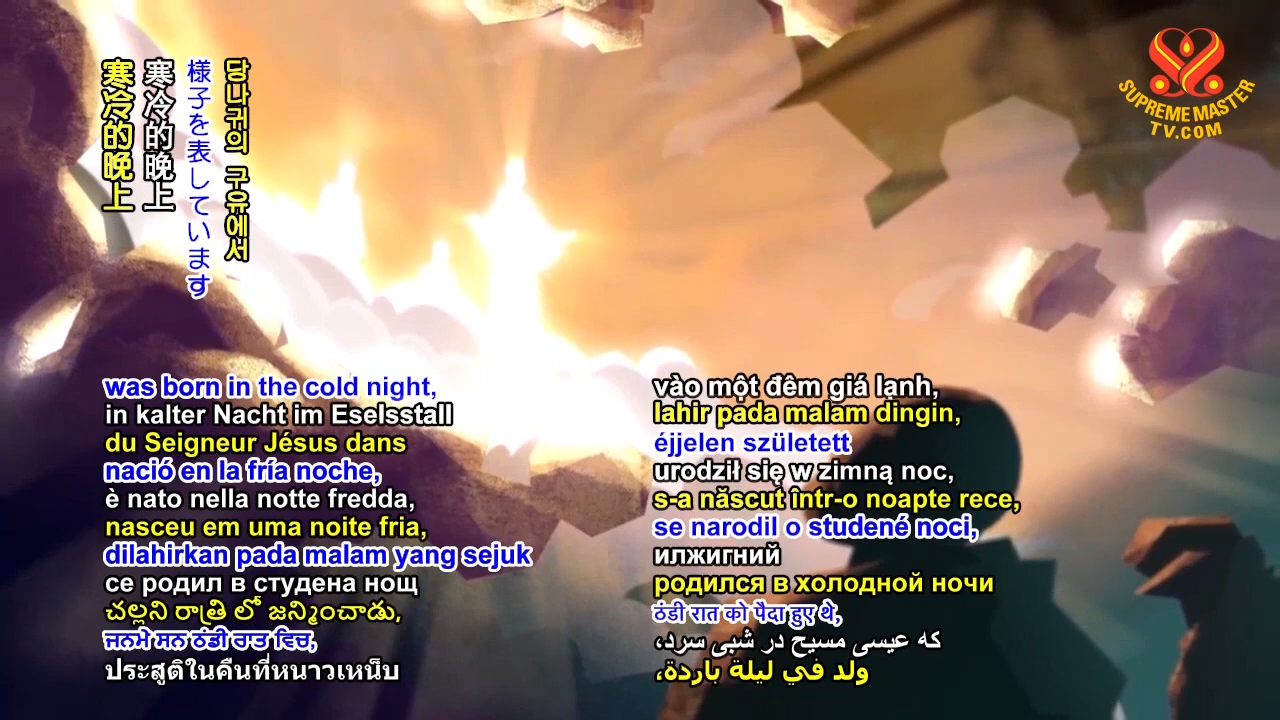 SUPREME MASTER
TV.COM
당나귀의 구유에서
様子を表しています
寒冷的晚上
寒冷的晚上
was born in the cold night,
in kalter Nacht im Eselsstall
du Seigneur Jésus dans
nació en la fría noche,
è nato nella notte fredda,
nasceu em uma noite fria,
dilahirkan pada malam yang sejuk
се родил в студена нощ
చల్లని రాత్రి లో జన్మించాడు,
ਜਨਮੇ ਸਨ ਠੰਡੀ ਰਾਤ ਵਿਚ,
ประสูติในคืนที่หนาวเหน็บ
vào một đêm giá lạnh,
lahir pada malam dingin,
éjjelen született
urodził się w zimną noc,
s-a născut într-o noapte rece,
se narodil o studené noci,
илжигний
родился в холодной ночи
ठंडी रात को पैदा हुए थे,
که عیسی مسیح در شبی سرد،
ولد في ليلة باردة،